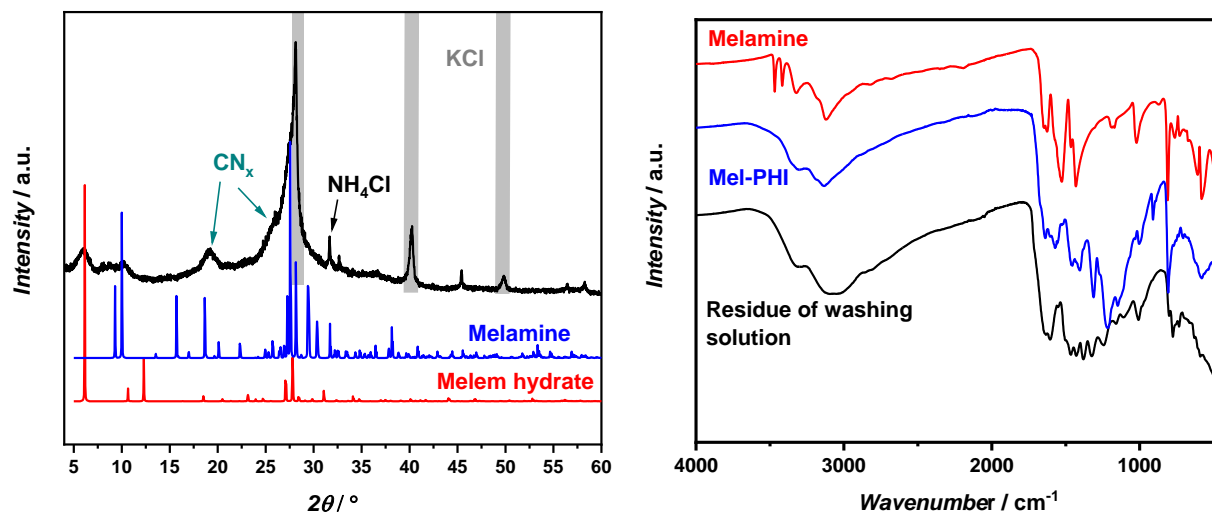 Intensity / a.u.
KCl
CNₓ
NH₄Cl
Melamine
Melem hydrate
5 10 15 20 25 30 35 40 45 50 55 60
2θ / °
Intensity / a.u.
Melamine
Mel-PHI
Residue of washing
solution
4000 3000 2000 1000
Wavenumber / cm⁻¹